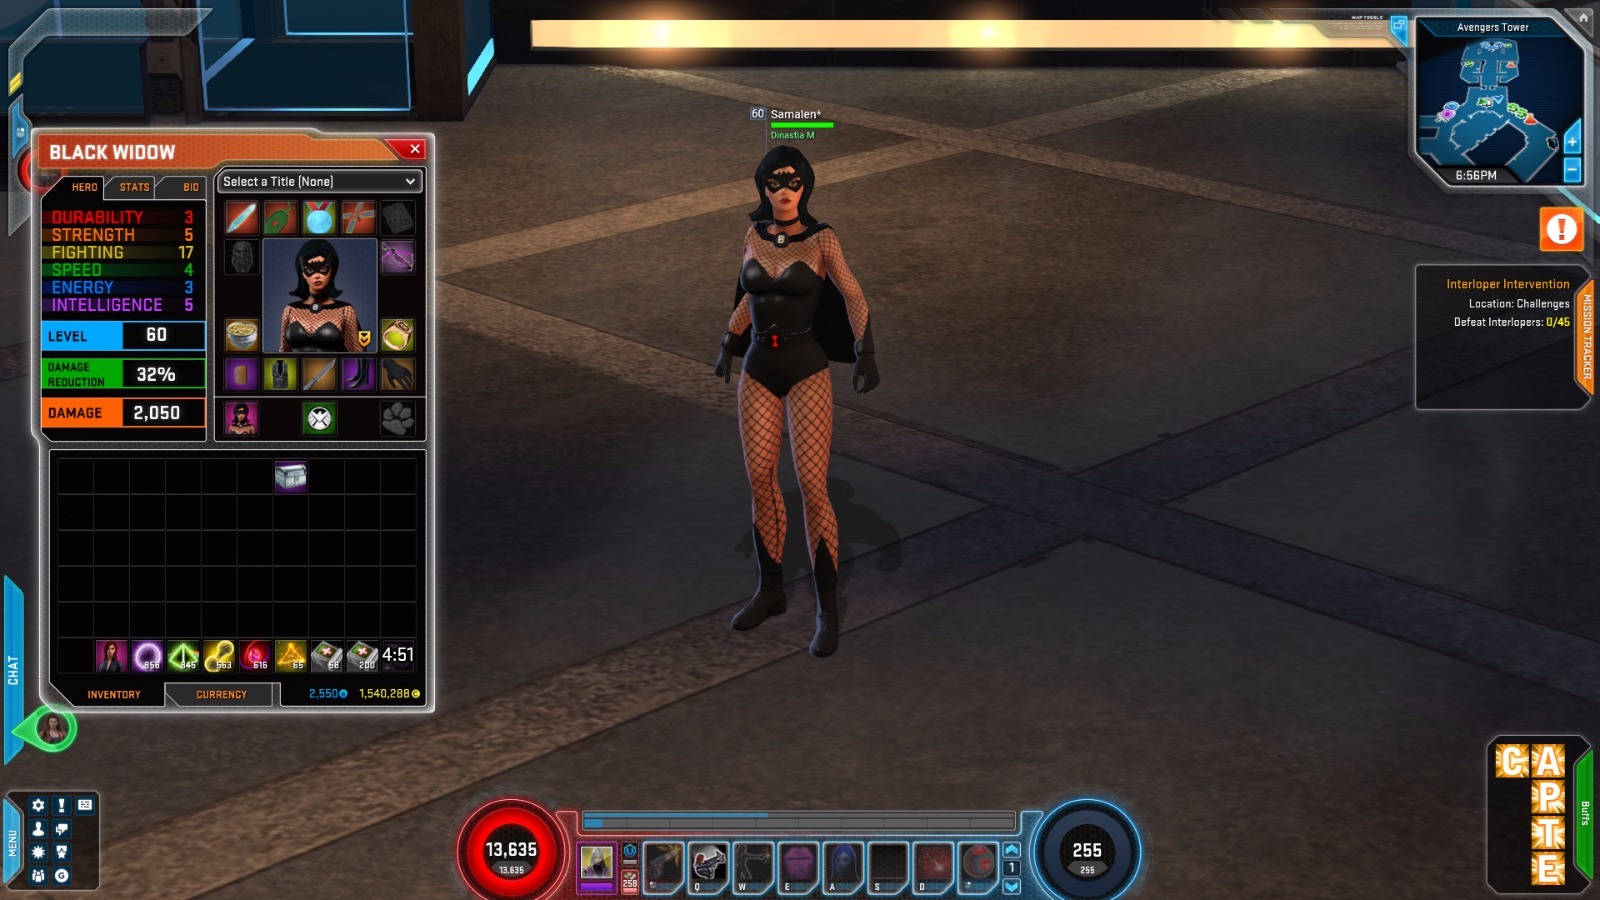 MAP TOGGLE
Avengers Tower
6:56PM
60 Samalen*
Dinastia M
BLACK WIDOW
HERO STATS BIO
Select a Title (None)
DURABILITY 3
STRENGTH 5
FIGHTING 17
SPEED 4
ENERGY 3
INTELLIGENCE 5
LEVEL 60
DAMAGE REDUCTION 32%
DAMAGE 2,050
B
858 845 563 616 65 56 200 4:51
INVENTORY CURRENCY 2,550 1,540,288
Interloper Intervention
Location: Challenges
Defeat Interlopers: 0/45
MISSION TRACKER
CHAT
MENU
G
13,635
13,635
258
Q W E A S D
1
255
255
C A
P
T
E
Buffs